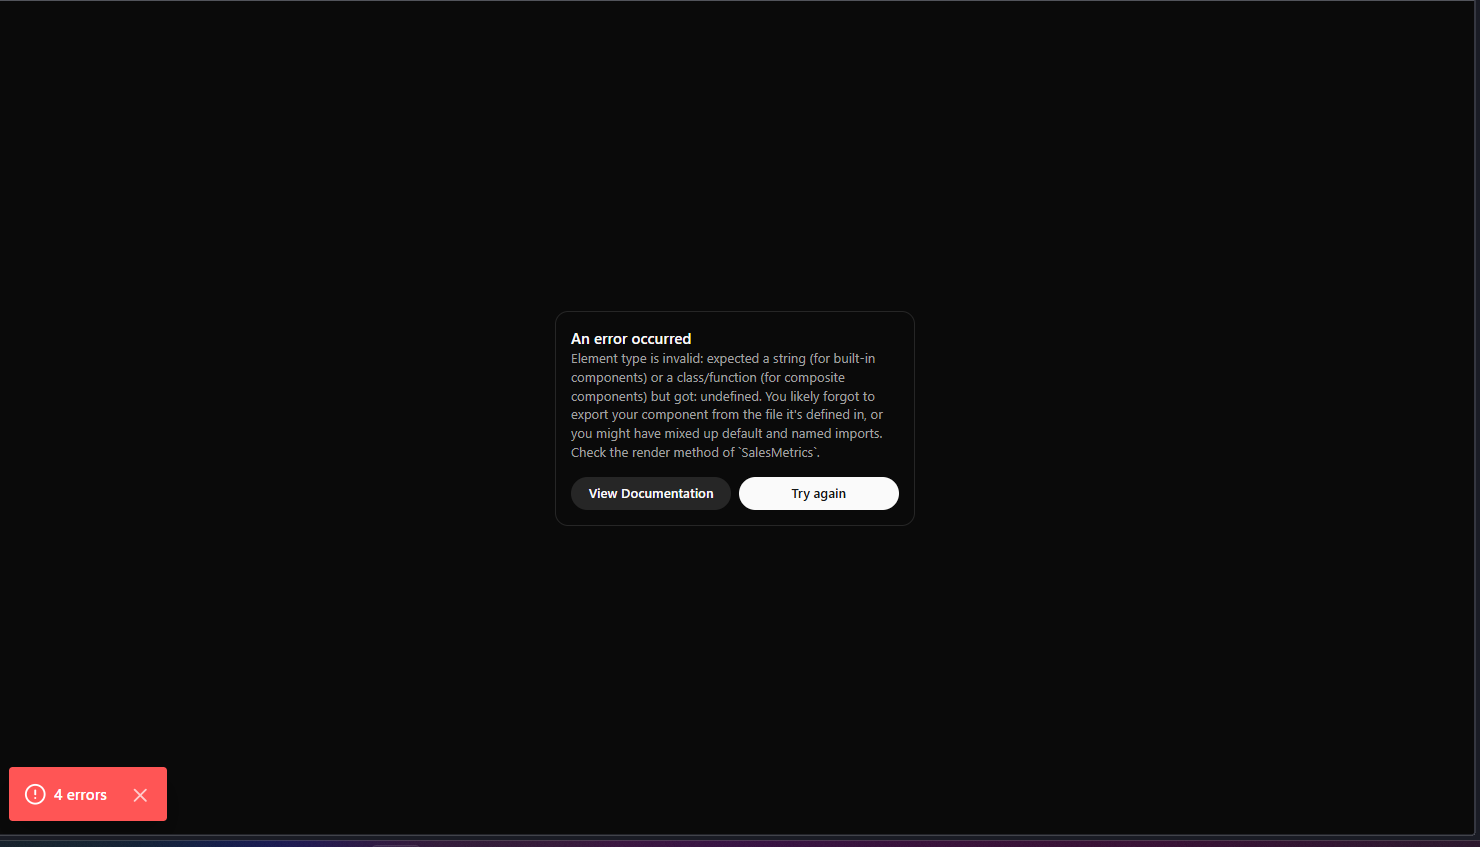 An error occurred
Element type is invalid: expected a string (for built-in
components) or a class/function (for composite
components) but got: undefined. You likely forgot to
export your component from the file it's defined in, or
you might have mixed up default and named imports.
Check the render method of `SalesMetrics`.
View Documentation
Try again
4 errors